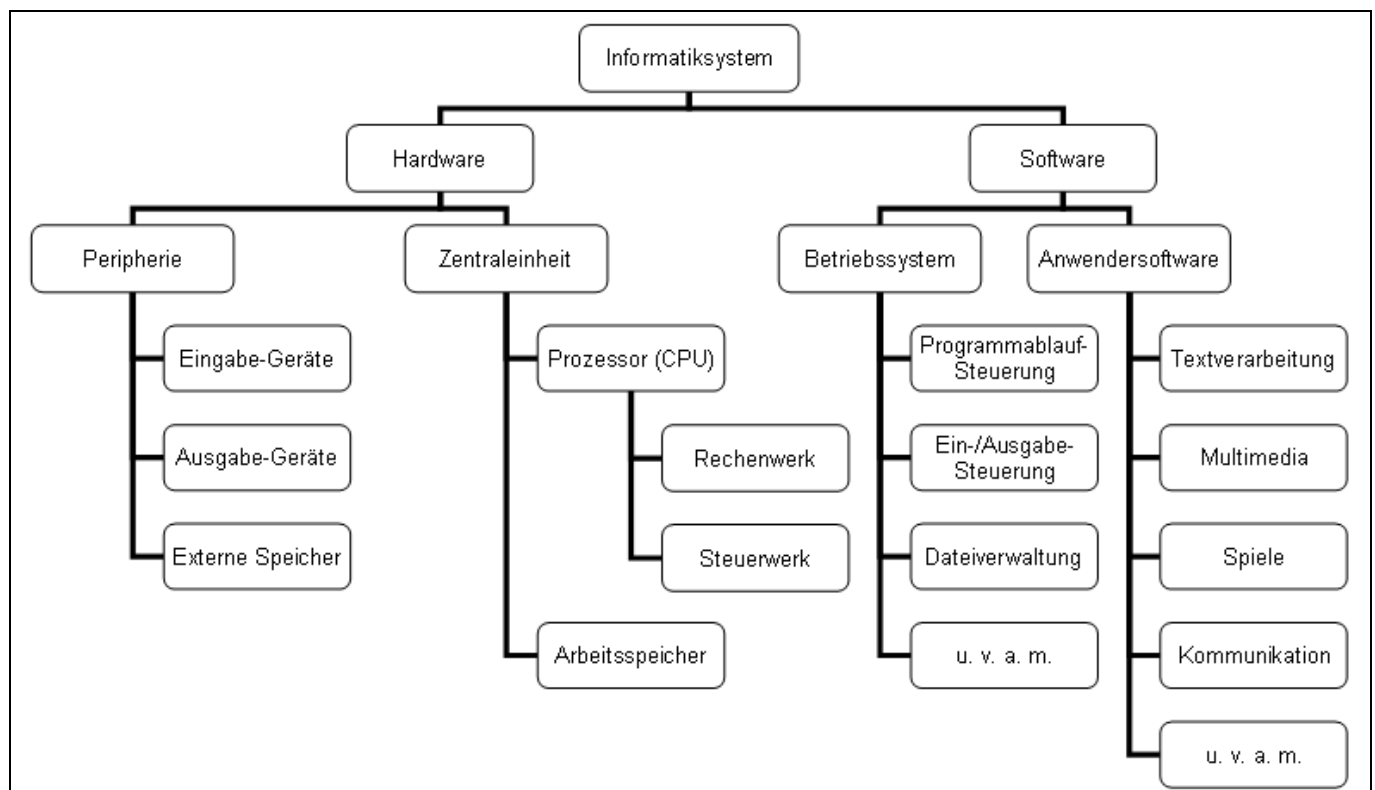 Informatiksystem
Hardware
Software
Peripherie
Zentraleinheit
Betriebssystem
Anwendersoftware
Eingabe-Geräte
Prozessor (CPU)
Programmablauf-
Steuerung
Textverarbeitung
Ausgabe-Geräte
Rechenwerk
Ein-/Ausgabe-
Steuerung
Multimedia
Externe Speicher
Steuerwerk
Dateiverwaltung
Spiele
Arbeitsspeicher
u. v. a. m.
Kommunikation
u. v. a. m.